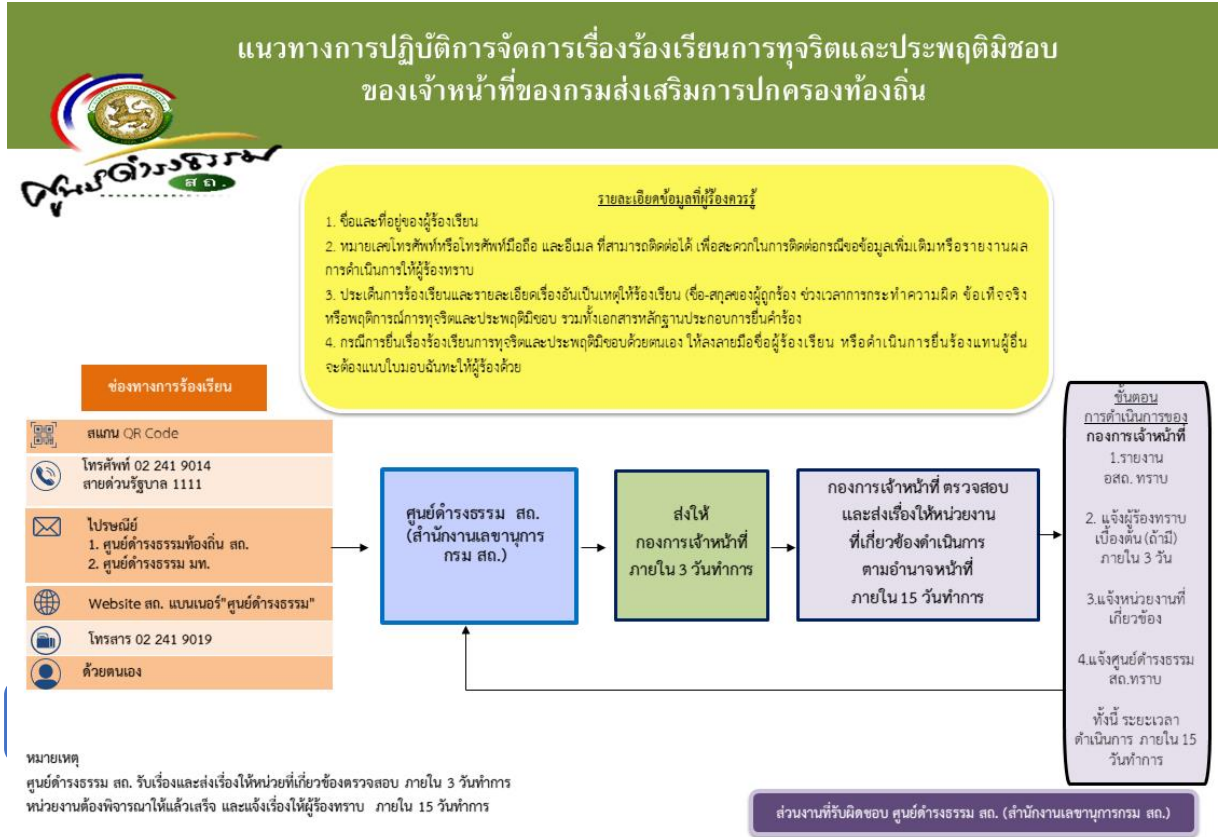 แนวทางการปฏิบัติการจัดการเรื่องร้องเรียนการทุจริตและประพฤติมิชอบ
ของเจ้าหน้าที่ของกรมส่งเสริมการปกครองท้องถิ่น
ศูนย์ดำรงธรรม
สถ.
รายละเอียดข้อมูลที่ผู้ร้องควรรู้
1. ชื่อและที่อยู่ของผู้ร้องเรียน
2. หมายเลขโทรศัพท์หรือโทรศัพท์มือถือ และอีเมล ที่สามารถติดต่อได้ เพื่อสะดวกในการติดต่อกรณีขอข้อมูลเพิ่มเติมหรือรายงานผล
การดำเนินการให้ผู้ร้องทราบ
3. ประเด็นการร้องเรียนและรายละเอียดเรื่องอันเป็นเหตุให้ร้องเรียน (ชื่อ-สกุลของผู้ถูกร้อง ช่วงเวลาการกระทำความผิด ข้อเท็จจริง
หรือพฤติการณ์การทุจริตและประพฤติมิชอบ รวมทั้งเอกสารหลักฐานประกอบการยื่นคำร้อง
4. กรณีการยื่นเรื่องร้องเรียนการทุจริตและประพฤติมิชอบด้วยตนเอง ให้ลงลายมือชื่อผู้ร้องเรียน หรือดำเนินการยื่นร้องแทนผู้อื่น
จะต้องแนบใบมอบฉันทะให้ผู้ร้องด้วย
ช่องทางการร้องเรียน
สแกน QR Code
โทรศัพท์ 02 241 9014
สายด่วนรัฐบาล 1111
ไปรษณีย์
1. ศูนย์ดำรงธรรมท้องถิ่น สถ.
2. ศูนย์ดำรงธรรม มท.
Website สถ. แบนเนอร์"ศูนย์ดำรงธรรม"
โทรสาร 02 241 9019
ด้วยตนเอง
ศูนย์ดำรงธรรม สถ.
(สำนักงานเลขานุการ
กรม สถ.)
ส่งให้
กองการเจ้าหน้าที่
ภายใน 3 วันทำการ
กองการเจ้าหน้าที่ ตรวจสอบ
และส่งเรื่องให้หน่วยงาน
ที่เกี่ยวข้องดำเนินการ
ตามอำนาจหน้าที่
ภายใน 15 วันทำการ
ขั้นตอน
การดำเนินการของ
กองการเจ้าหน้าที่
1.รายงาน
อสถ. ทราบ
2. แจ้งผู้ร้องทราบ
เบื้องต้น (ถ้ามี)
ภายใน 3 วัน
3.แจ้งหน่วยงานที่
เกี่ยวข้อง
4.แจ้งศูนย์ดำรงธรรม
สถ.ทราบ
ทั้งนี้ ระยะเวลา
ดำเนินการ ภายใน 15
วันทำการ
หมายเหตุ
ศูนย์ดำรงธรรม สถ. รับเรื่องและส่งเรื่องให้หน่วยที่เกี่ยวข้องตรวจสอบ ภายใน 3 วันทำการ
หน่วยงานต้องพิจารณาให้แล้วเสร็จ และแจ้งเรื่องให้ผู้ร้องทราบ ภายใน 15 วันทำการ
ส่วนงานที่รับผิดชอบ ศูนย์ดำรงธรรม สถ. (สำนักงานเลขานุการกรม สถ.)